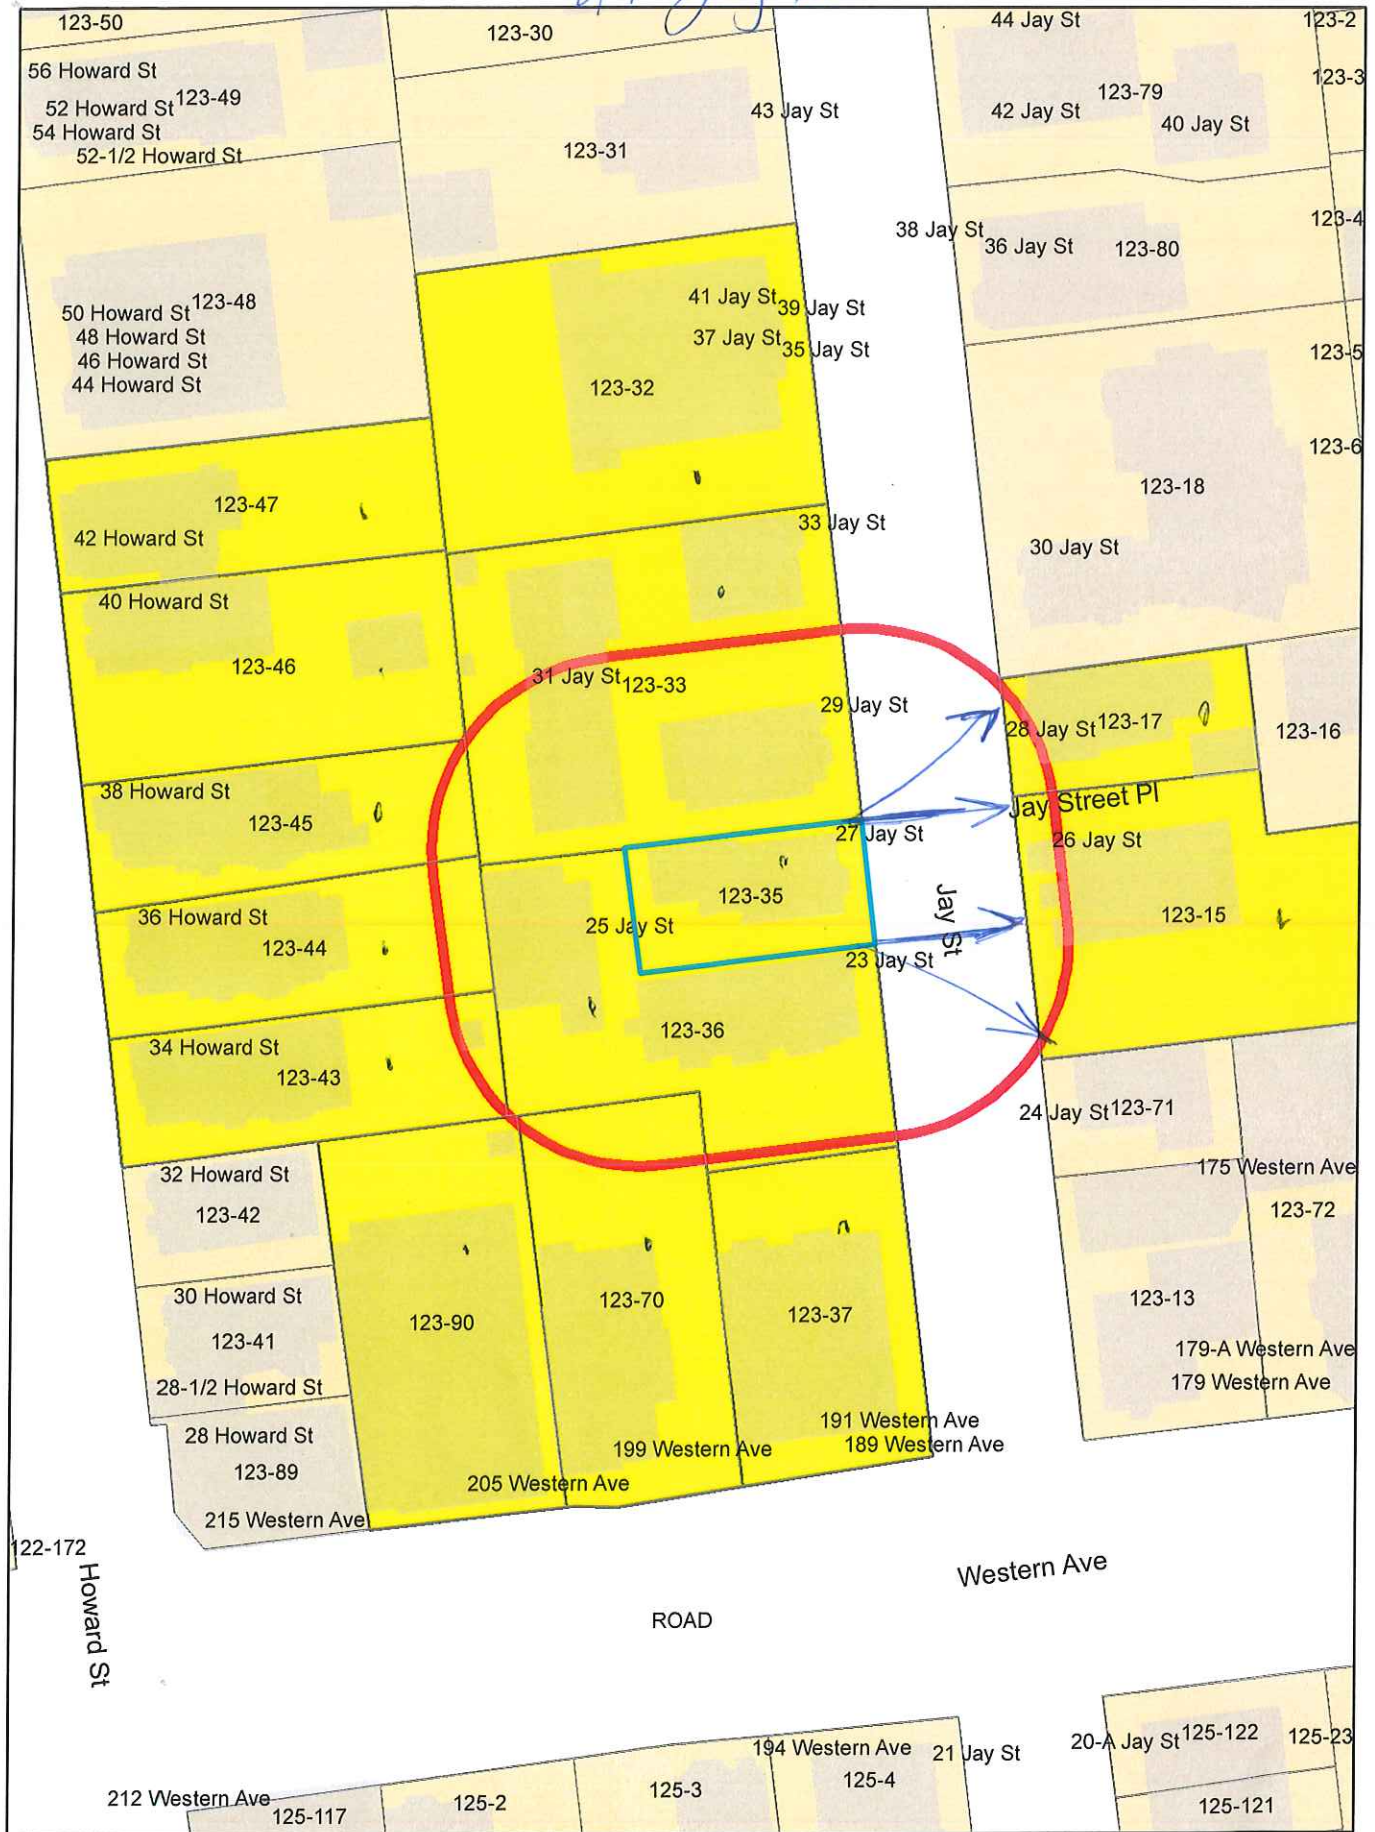 123-50
123-30
44 Jay St
123-2
56 Howard St
52 Howard St
123-49
54 Howard St
52-1/2 Howard St
43 Jay St
123-31
123-79
42 Jay St
40 Jay St
123-3
38 Jay St
36 Jay St
123-80
123-4
50 Howard St
123-48
48 Howard St
46 Howard St
44 Howard St
41 Jay St
39 Jay St
37 Jay St
35 Jay St
123-32
123-5
123-6
123-18
30 Jay St
123-47
42 Howard St
33 Jay St
40 Howard St
123-46
31 Jay St
123-33
29 Jay St
28 Jay St
123-17
123-16
38 Howard St
123-45
Jay Street Pl
27 Jay St
26 Jay St
123-35
36 Howard St
123-44
25 Jay St
Jay St
23 Jay St
123-15
123-36
34 Howard St
123-43
24 Jay St
123-71
32 Howard St
123-42
175 Western Ave
123-72
30 Howard St
123-41
28-1/2 Howard St
123-90
123-70
123-37
123-13
179-A Western Ave
179 Western Ave
28 Howard St
123-89
215 Western Ave
205 Western Ave
199 Western Ave
191 Western Ave
189 Western Ave
122-172
Howard St
Western Ave
ROAD
212 Western Ave
125-117
125-2
125-3
194 Western Ave
125-4
21 Jay St
20-A Jay St
125-122
125-23
125-121